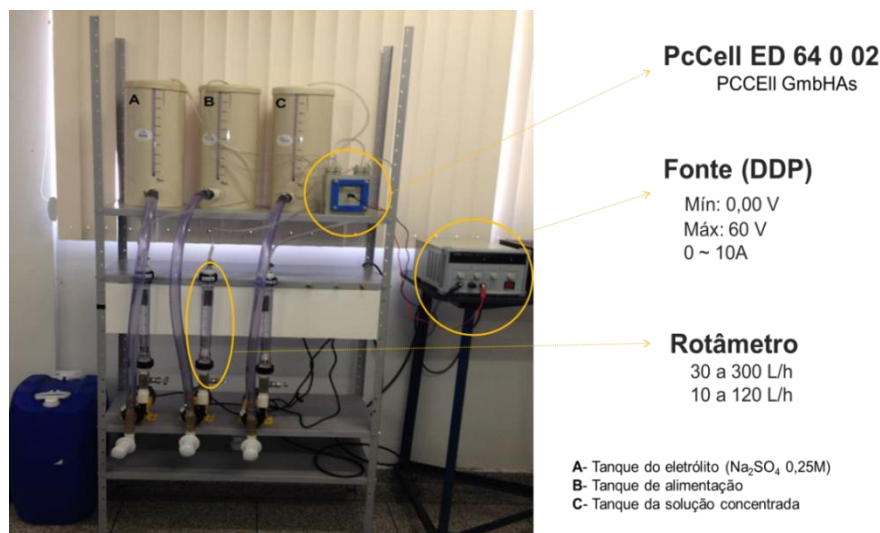 A
B
C
PcCell ED 64 0 02
PCCEll GmbHAs
Fonte (DDP)
Mín: 0,00 V
Máx: 60 V
0 ~ 10A
Rotâmetro
30 a 300 L/h
10 a 120 L/h
A- Tanque do eletrólito (Na₂SO₄ 0,25M)
B- Tanque de alimentação
C- Tanque da solução concentrada